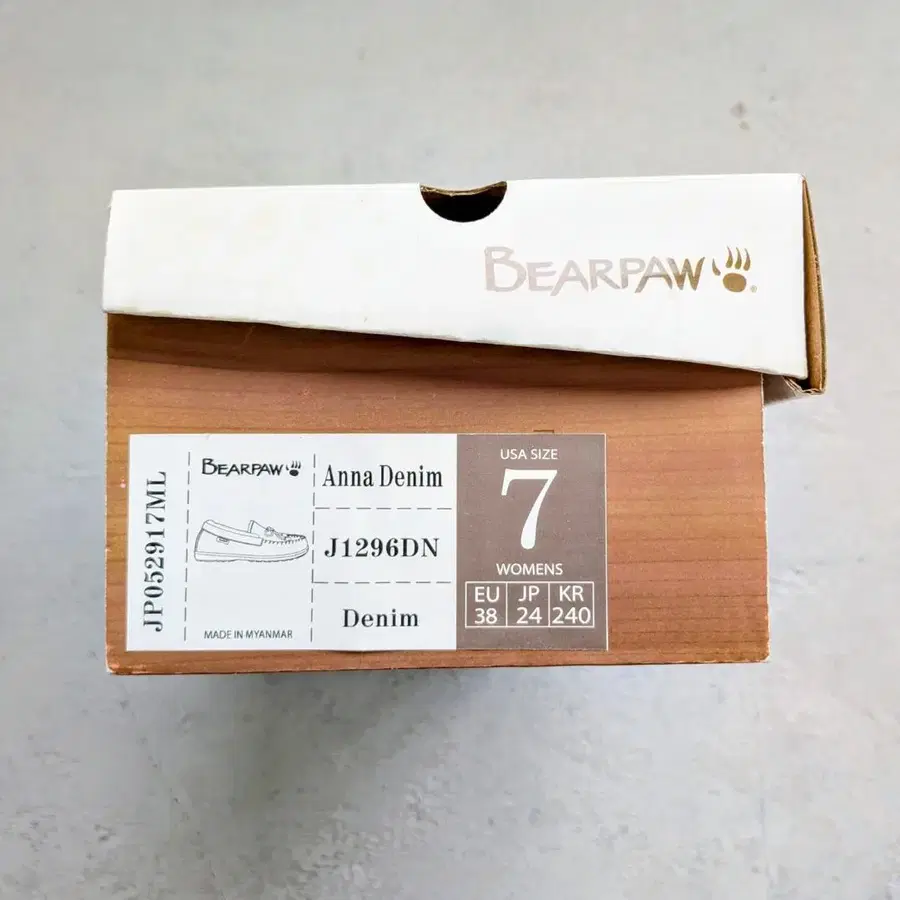 BEARPAW®
JP052917ML
BEARPAW
MADE IN MYANMAR
Anna Denim
J1296DN
Denim
USA SIZE
7
WOMENS
EU JP KR
38 24 240